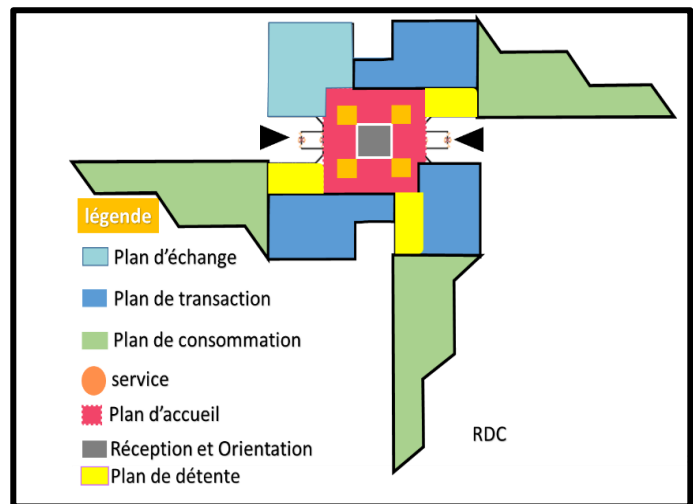 légende
Plan d'échange
Plan de transaction
Plan de consommation
service
Plan d'accueil
Réception et Orientation
Plan de détente
RDC